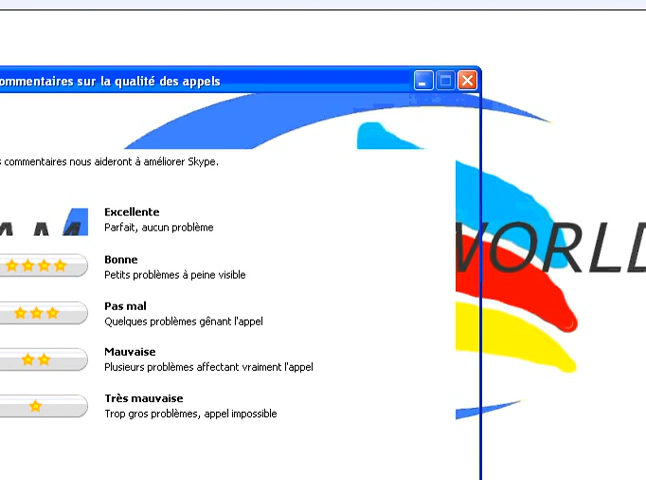 ommentaires sur la qualité des appels
s commentaires nous aideront à améliorer Skype.
Excellente
Parfait, aucun problème
WORLD
Bonne
Petits problèmes à peine visible
Pas mal
Quelques problèmes gênant l'appel
Mauvaise
Plusieurs problèmes affectant vraiment l'appel
Très mauvaise
Trop gros problèmes, appel impossible